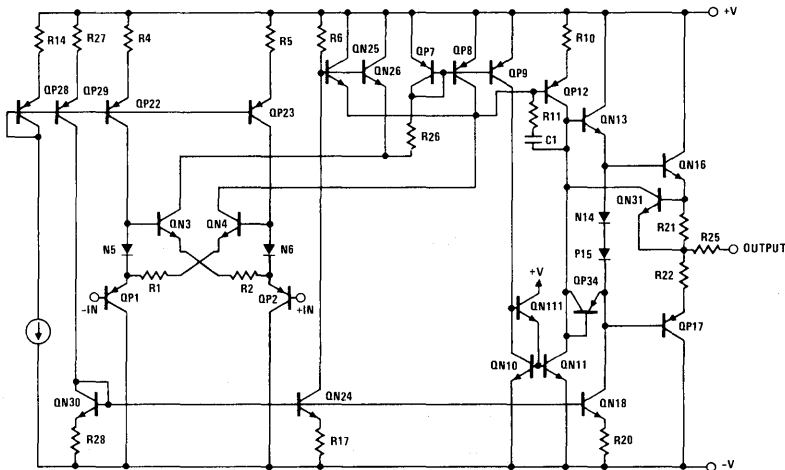 +V
R14
R27
R4
R5
R6
QN25
QP7
QP8
R10
QN26
QP9
QP28
QP29
QP22
QP23
QP12
R11
QN13
C1
R26
QN16
QN3
QN4
QN31
N14
R21
N5
N6
R25
OUTPUT
R1
R2
P15
R22
+V
QP34
QP1
QP2
-IN
+IN
QN111
QP17
QN10
QN11
QN30
QN24
QN18
R28
R17
R20
-V